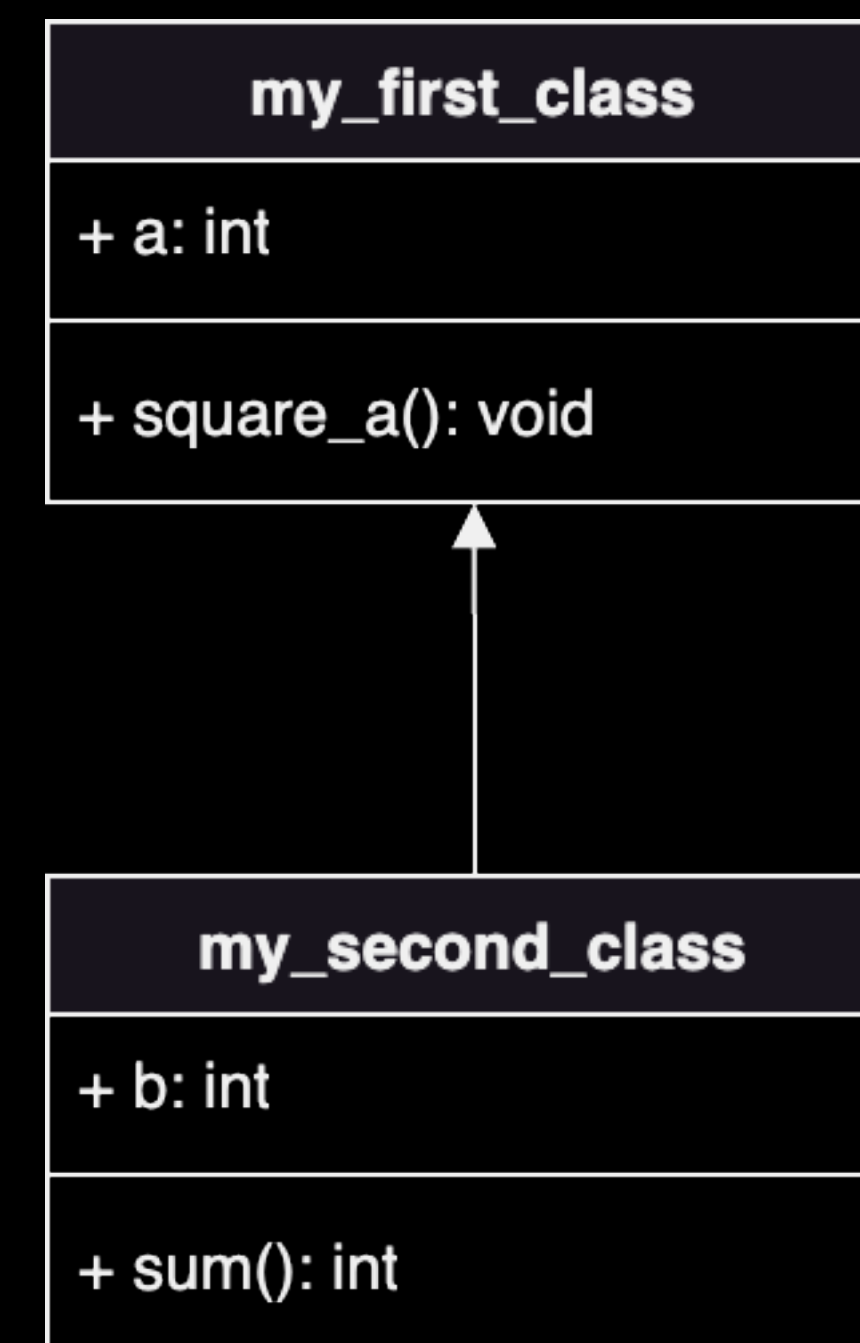 my_first_class
+ a: int
+ square_a(): void
my_second_class
+ b: int
+ sum(): int